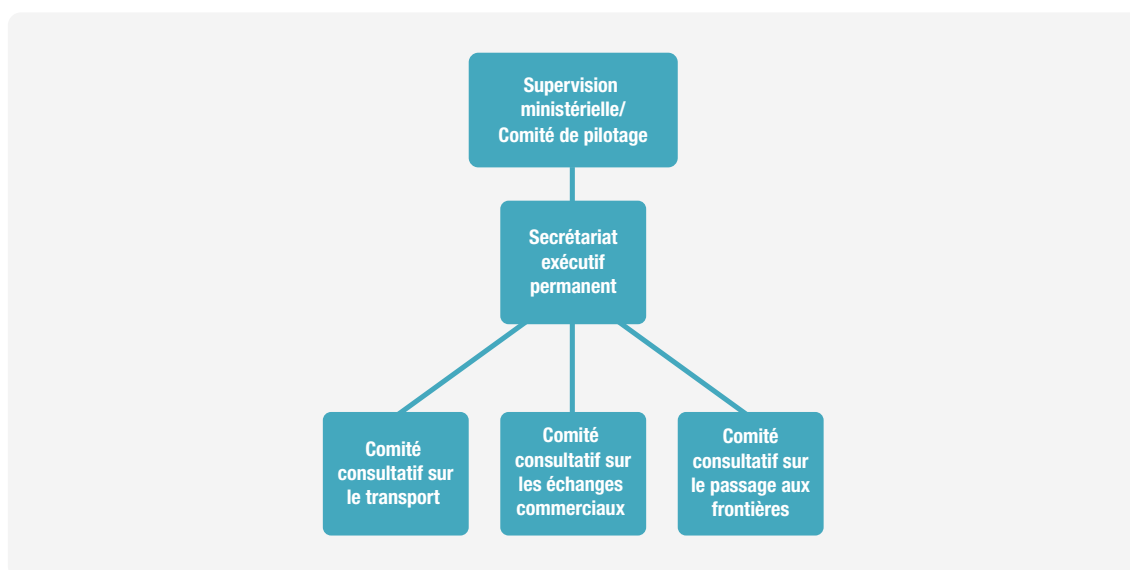 Supervision
ministérielle/
Comité de pilotage
Secrétariat
exécutif
permanent
Comité
consultatif sur
le transport
Comité
consultatif sur
les échanges
commerciaux
Comité
consultatif sur
le passage aux
frontières